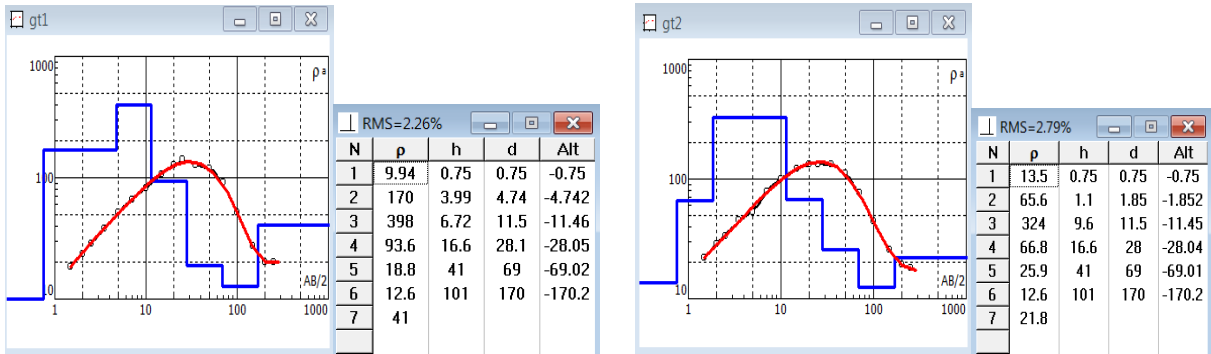 gt1
1000
ρa
100
10
AB/2
1 10 100 1000
RMS=2.26%
N ρ h d Alt
1 9.94 0.75 0.75 -0.75
2 170 3.99 4.74 -4.742
3 398 6.72 11.5 -11.46
4 93.6 16.6 28.1 -28.05
5 18.8 41 69 -69.02
6 12.6 101 170 -170.2
7 41
gt2
1000
ρa
100
10
AB/2
1 10 100 1000
RMS=2.79%
N ρ h d Alt
1 13.5 0.75 0.75 -0.75
2 65.6 1.1 1.85 -1.852
3 324 9.6 11.5 -11.45
4 66.8 16.6 28 -28.04
5 25.9 41 69 -69.01
6 12.6 101 170 -170.2
7 21.8